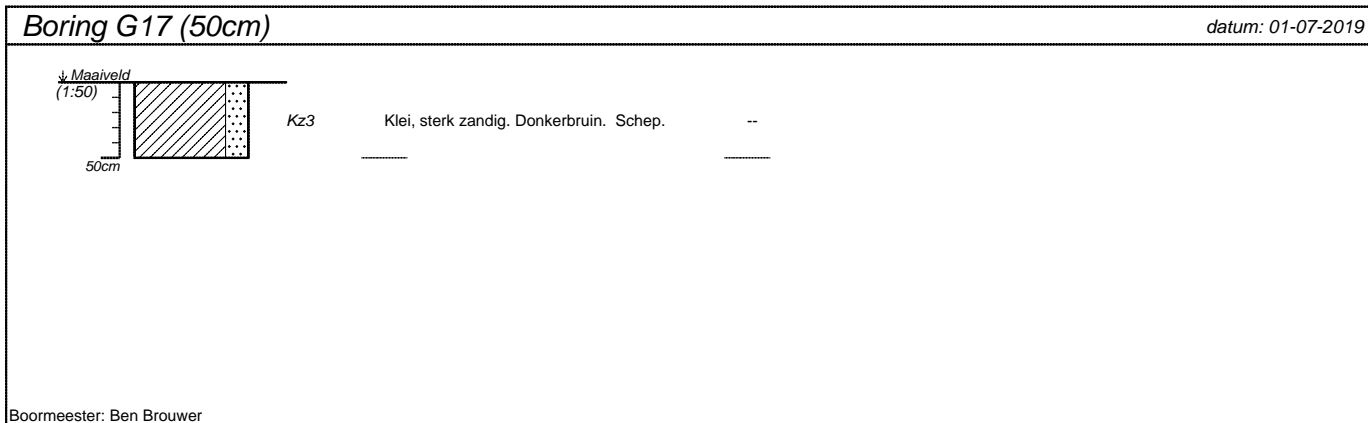 Boring G17 (50cm)
datum: 01-07-2019
Maaiveld
(1:50)
Kz3 Klei, sterk zandig. Donkerbruin. Schep. --
50cm
Boormeester: Ben Brouwer